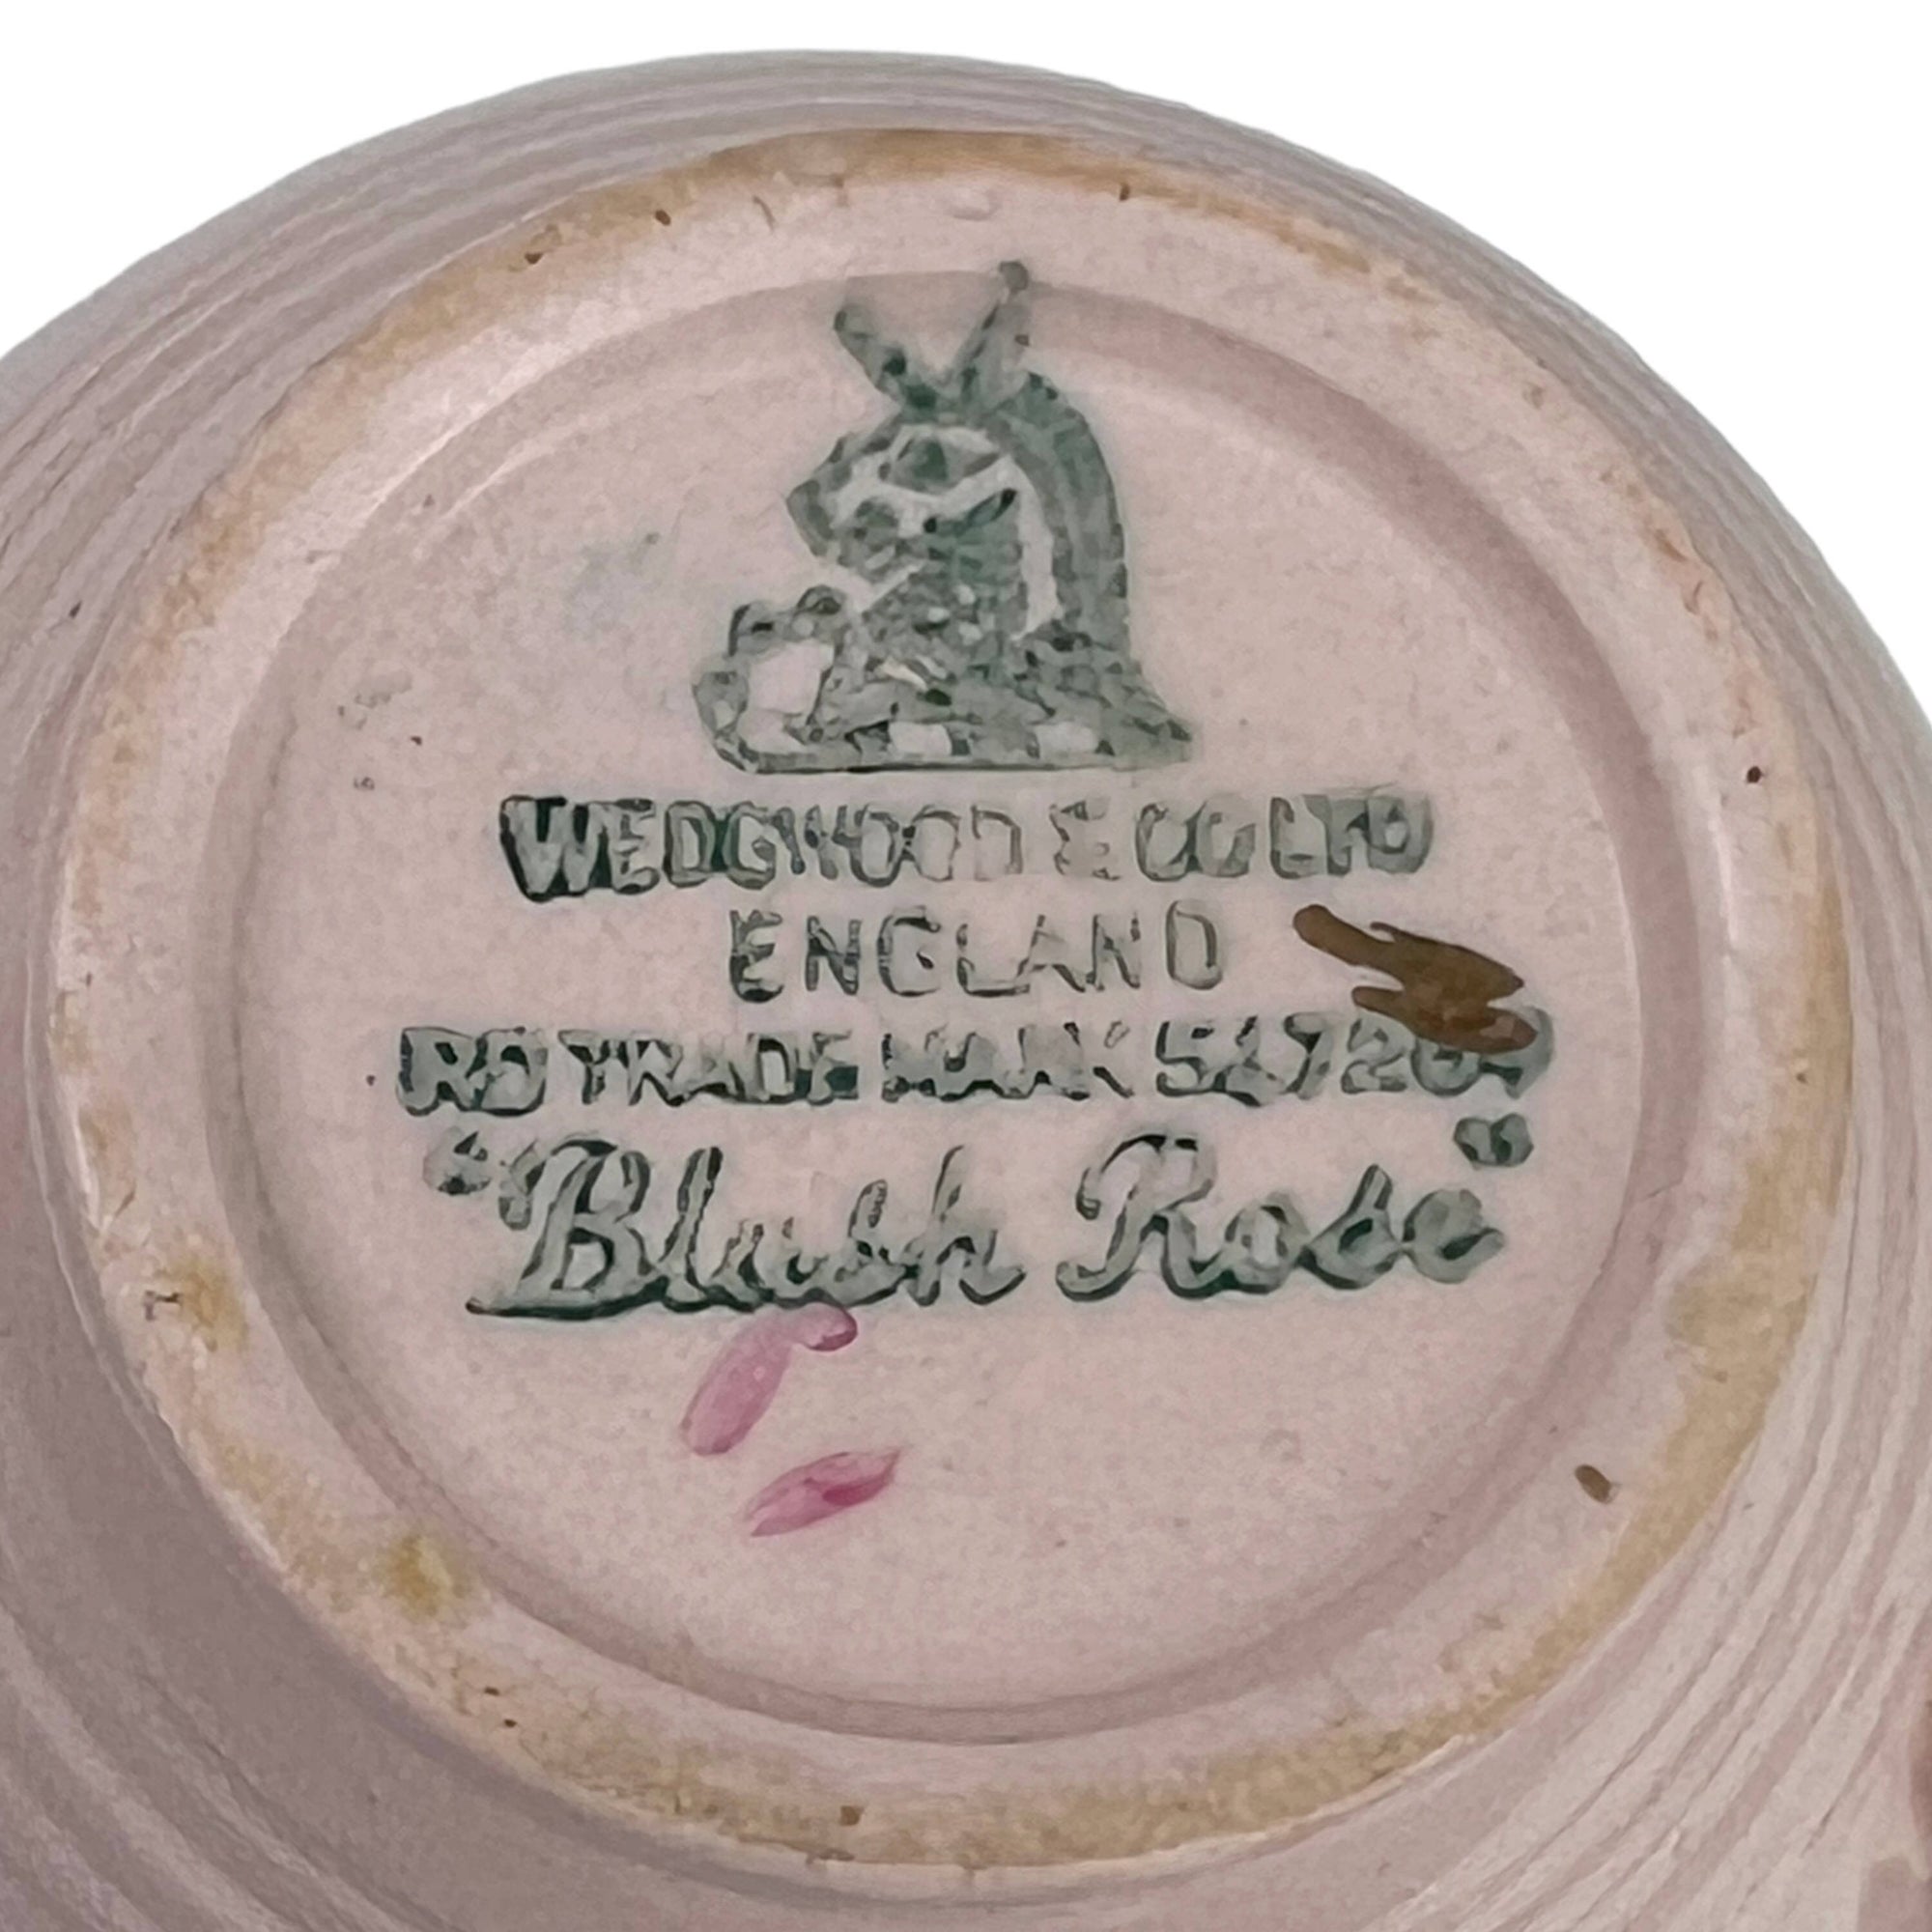 WEDGWOOD & CO LTD
ENGLAND
RD TRADE MARK
"Blush Rose"